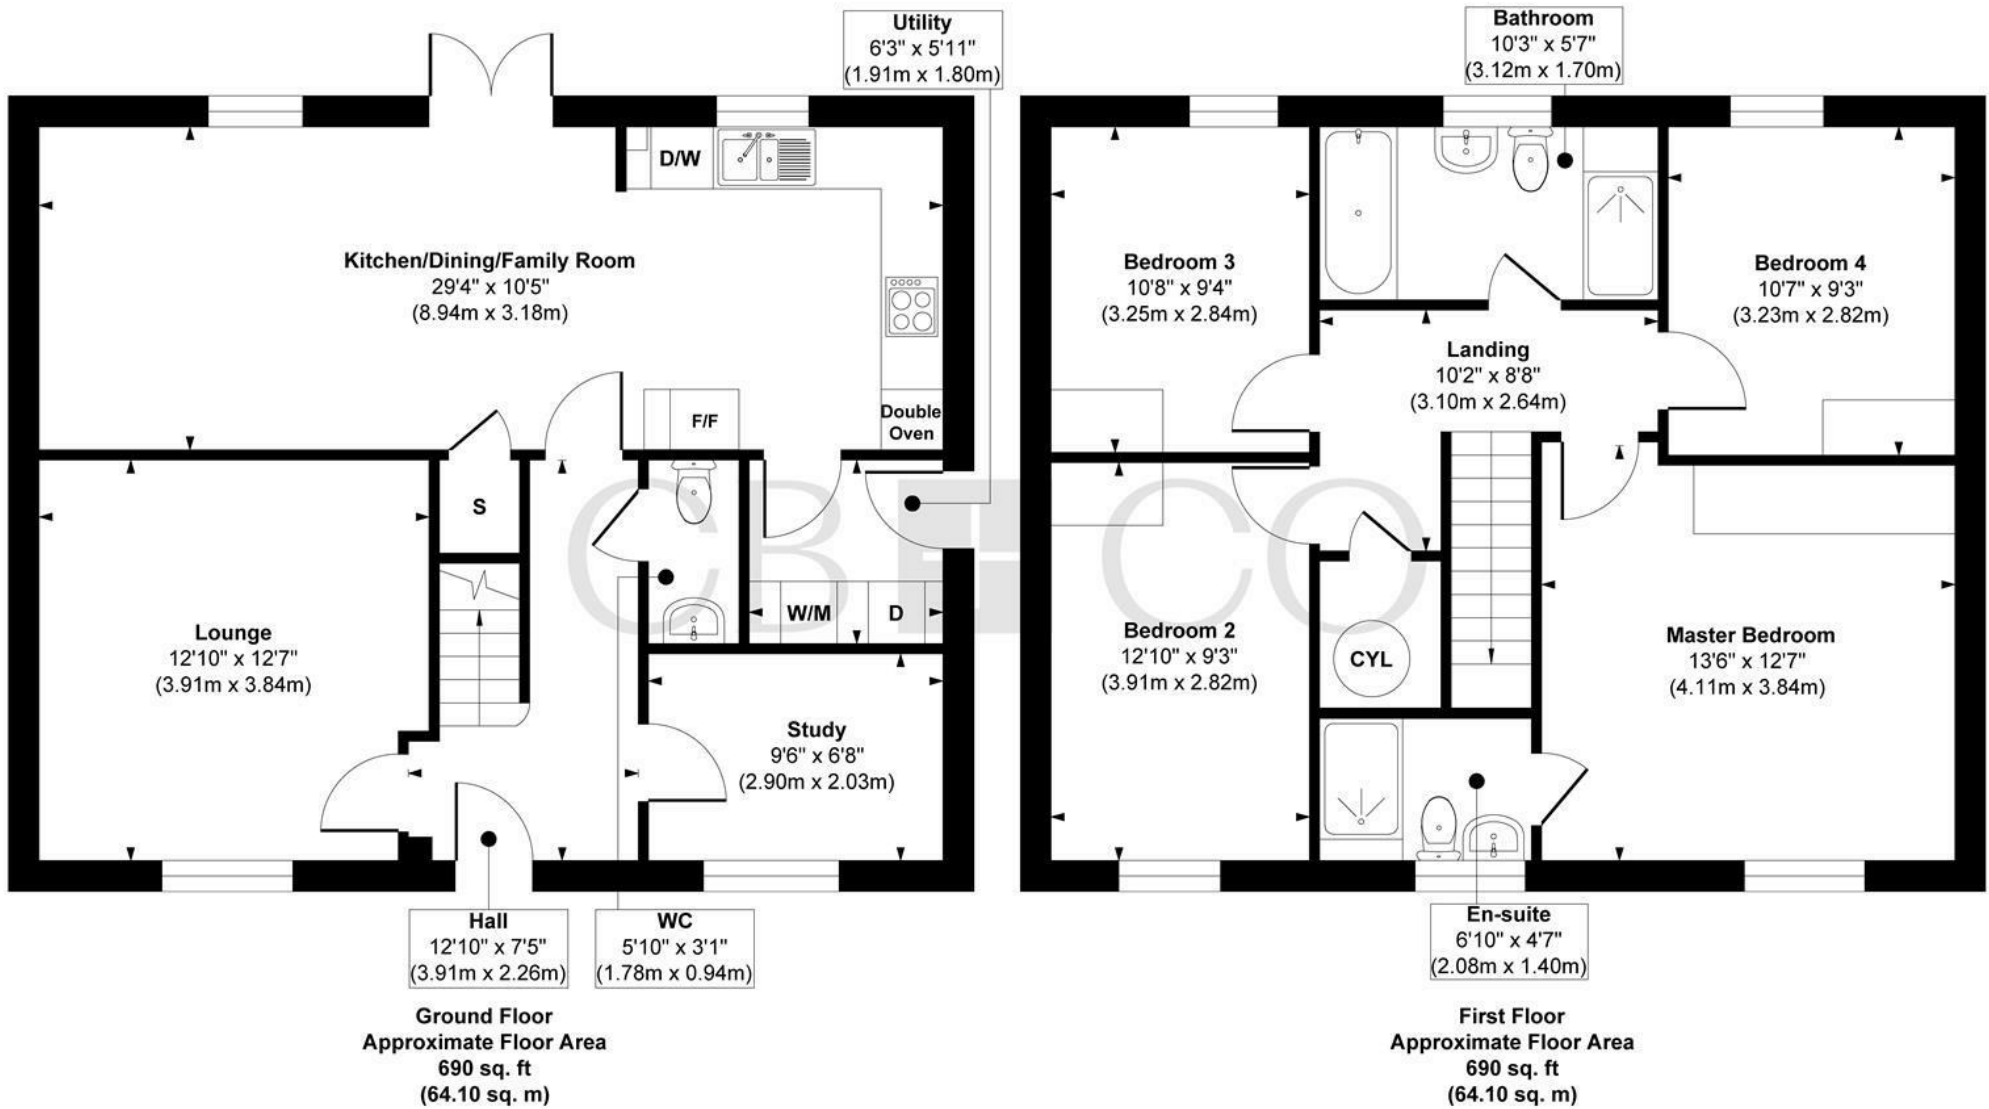 Utility
6'3" x 5'11"
(1.91m x 1.80m)
Bathroom
10'3" x 5'7"
(3.12m x 1.70m)
D/W
Kitchen/Dining/Family Room
29'4" x 10'5"
(8.94m x 3.18m)
F/F
Double
Oven
S
W/M
D
Lounge
12'10" x 12'7"
(3.91m x 3.84m)
Study
9'6" x 6'8"
(2.90m x 2.03m)
Hall
12'10" x 7'5"
(3.91m x 2.26m)
WC
5'10" x 3'1"
(1.78m x 0.94m)
Ground Floor
Approximate Floor Area
690 sq. ft
(64.10 sq. m)
Bedroom 3
10'8" x 9'4"
(3.25m x 2.84m)
Bedroom 4
10'7" x 9'3"
(3.23m x 2.82m)
Landing
10'2" x 8'8"
(3.10m x 2.64m)
Bedroom 2
12'10" x 9'3"
(3.91m x 2.82m)
CYL
Master Bedroom
13'6" x 12'7"
(4.11m x 3.84m)
En-suite
6'10" x 4'7"
(2.08m x 1.40m)
First Floor
Approximate Floor Area
690 sq. ft
(64.10 sq. m)
CB CO